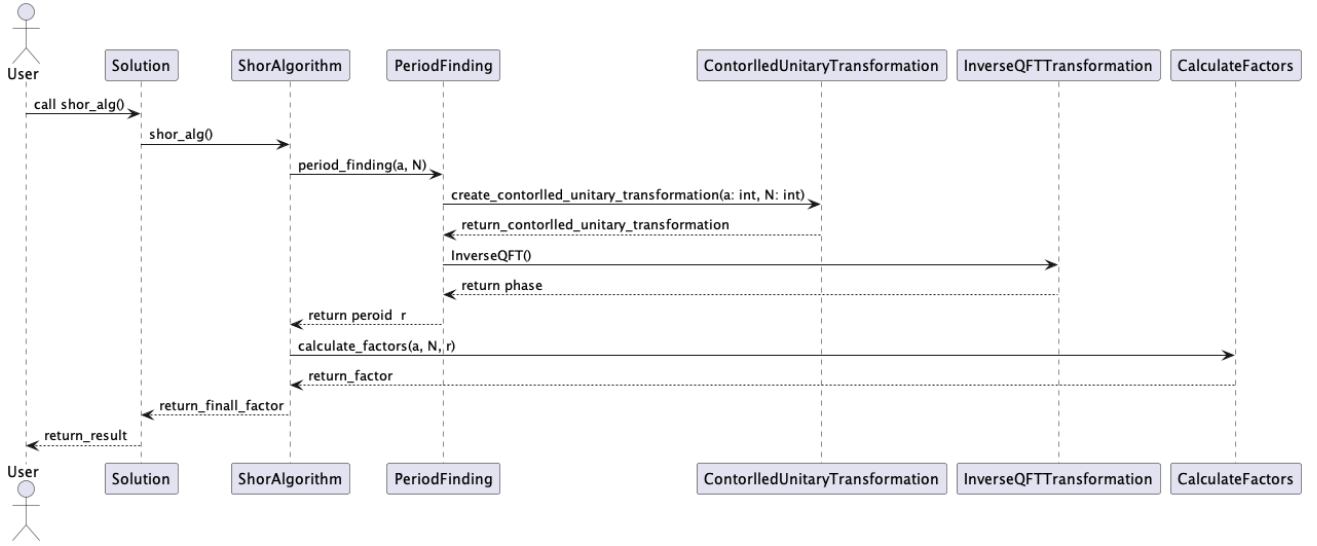 User
Solution
ShorAlgorithm
PeriodFinding
ContorlledUnitaryTransformation
InverseQFTTransformation
CalculateFactors
call shor_alg()
shor_alg()
period_finding(a, N)
create_contorlled_unitary_transformation(a: int, N: int)
return_contorlled_unitary_transformation
InverseQFT()
return phase
return peroid  r
calculate_factors(a, N, r)
return_factor
return_finall_factor
return_result
User
Solution
ShorAlgorithm
PeriodFinding
ContorlledUnitaryTransformation
InverseQFTTransformation
CalculateFactors